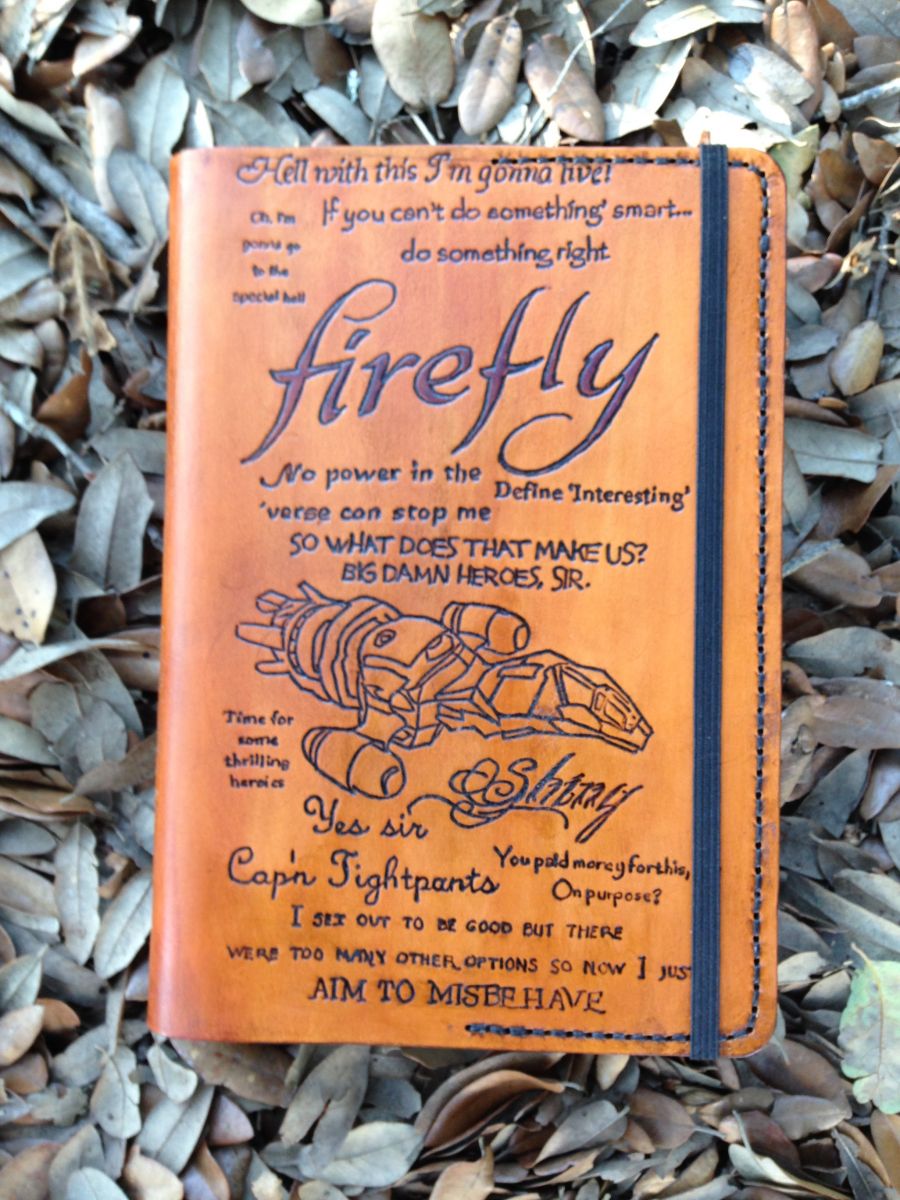 Hell with this I'm gonna live!
If you can't do something smart...
do something right
Oh, I'm
gonna go
to the
special hell
firefly
No power in the
'verse can stop me
Define 'Interesting'
SO WHAT DOES THAT MAKE US?
BIG DAMN HEROES, SIR.
Time for
some
thrilling
heroics
Shiny
Yes sir
Cap'n Tightpants
You paid money for this,
On purpose?
I SET OUT TO BE GOOD BUT THERE
WERE TOO MANY OTHER OPTIONS SO NOW I JUS
AIM TO MISBEHAVE